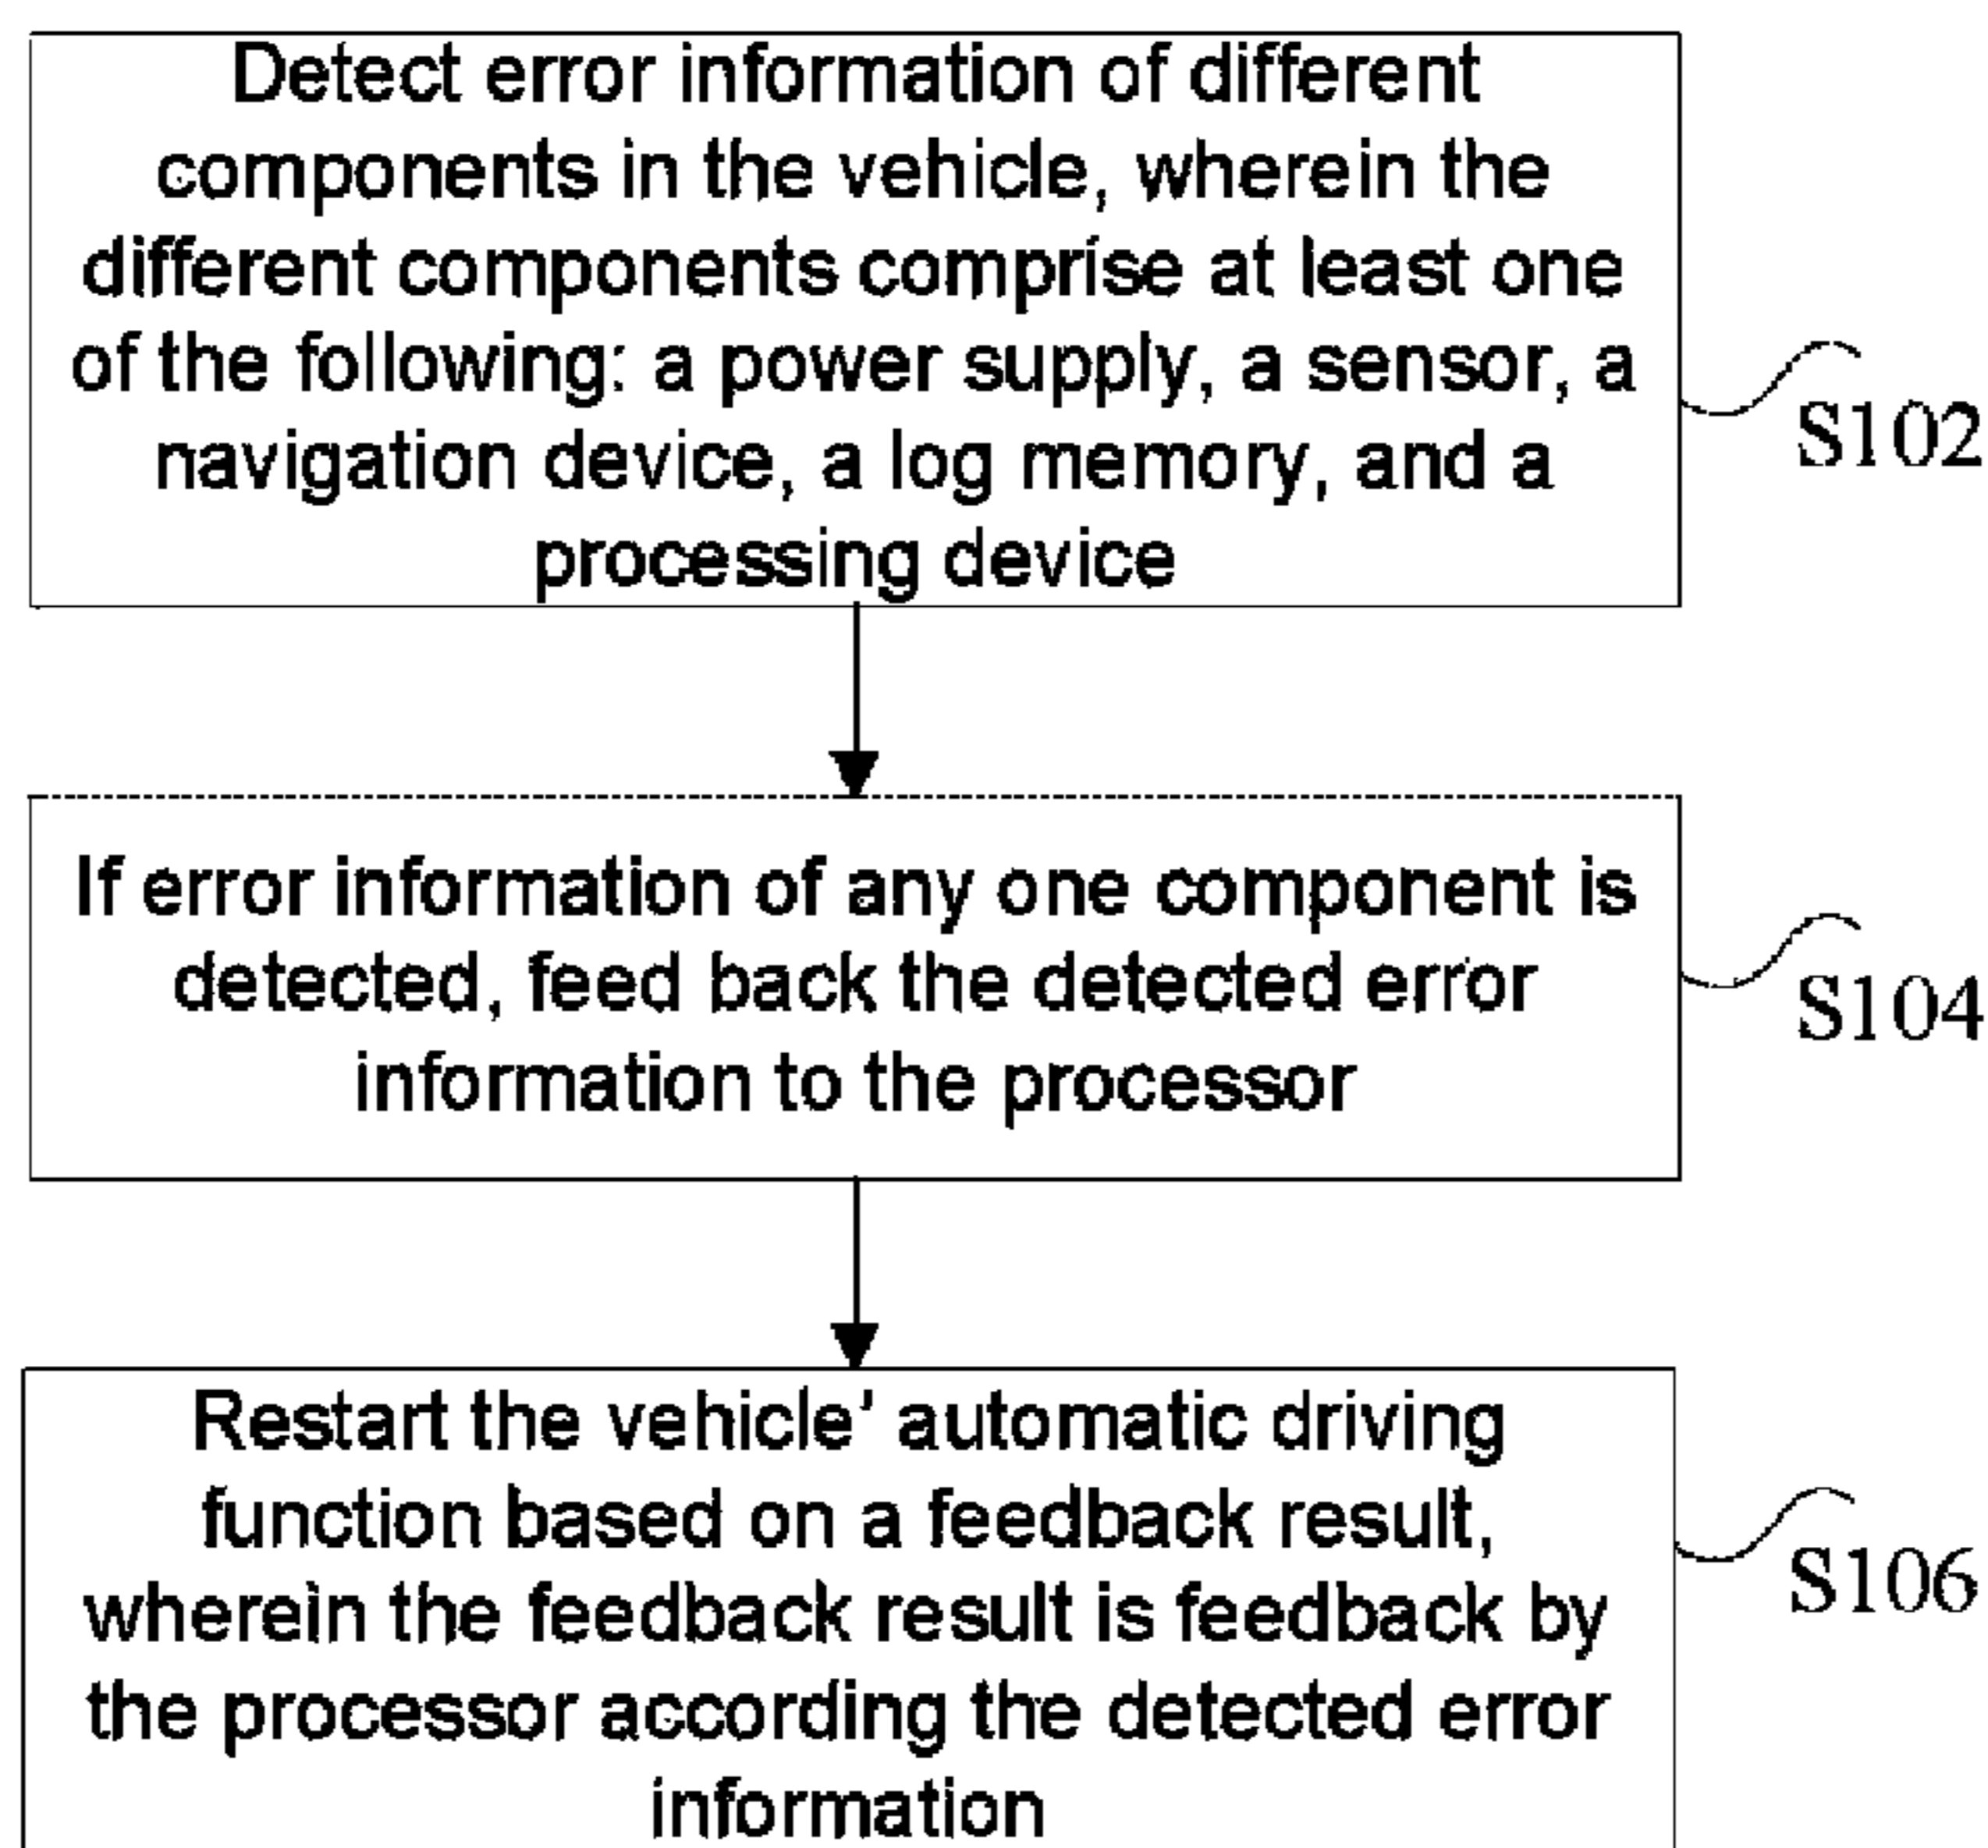 Detect error information of different
components in the vehicle, wherein the
different components comprise at least one
of the following: a power supply, a sensor, a
navigation device, a log memory, and a
processing device
S102
If error information of any one component is
detected, feed back the detected error
information to the processor
S104
Restart the vehicle' automatic driving
function based on a feedback result,
wherein the feedback result is feedback by
the processor according the detected error
information
S106